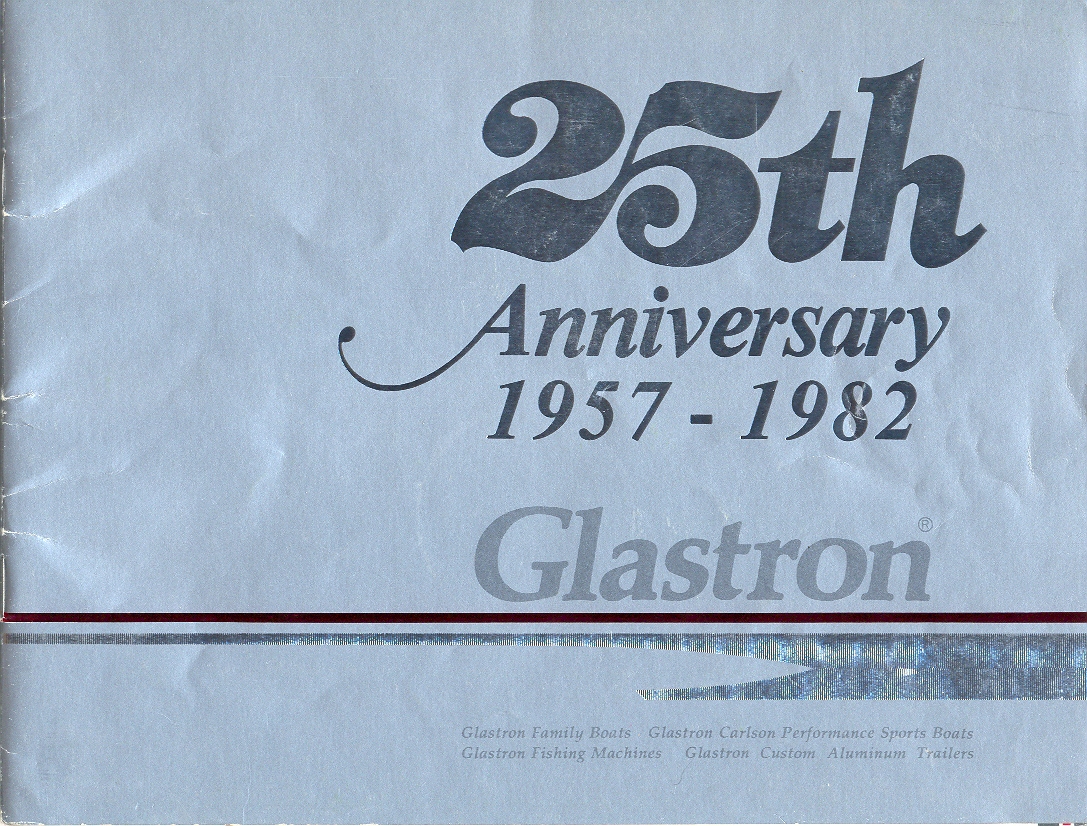 25th
Anniversary
1957 - 1982
Glastron®
Glastron Family Boats Glastron Carlson Performance Sports Boats
Glastron Fishing Machines Glastron Custom Aluminum Trailers